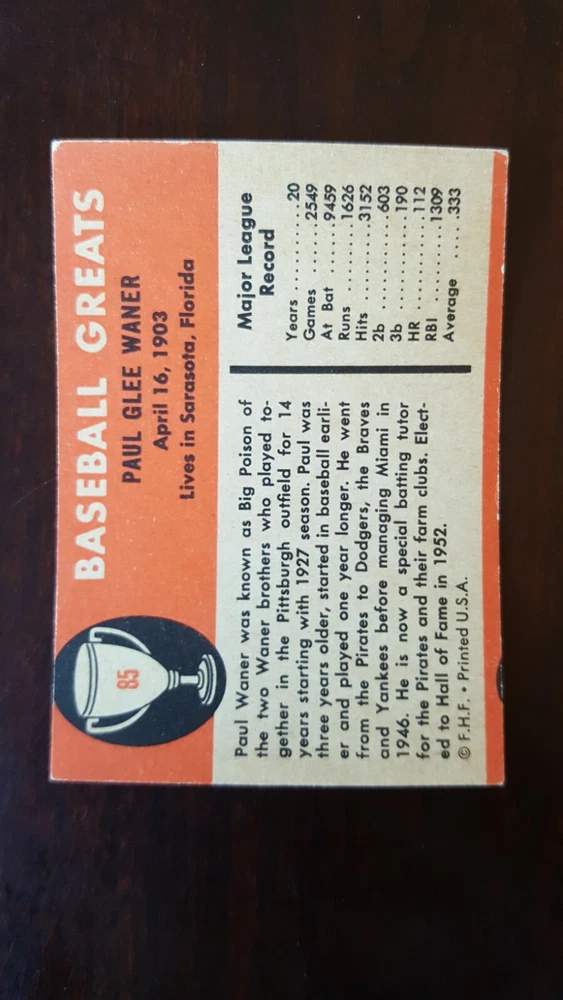 85
BASEBALL GREATS
PAUL GLEE WANER
April 16, 1903
Lives in Sarasota, Florida
Paul Waner was known as Big Poison of
the two Waner brothers who played to-
gether in the Pittsburgh outfield for 14
years starting with 1927 season. Paul was
three years older, started in baseball earli-
er and played one year longer. He went
from the Pirates to Dodgers, the Braves
and Yankees before managing Miami in
1946. He is now a special batting tutor
for the Pirates and their farm clubs. Elect-
ed to Hall of Fame in 1952.
© F.H.F. • Printed U.S.A.
Major League
Record
Years ........... 20
Games ....... 2549
At Bat ....... 9459
Runs ......... 1626
Hits .......... 3152
2b ............. 603
3b ............. 190
HR ............. 112
RBI .......... 1309
Average ..... .333